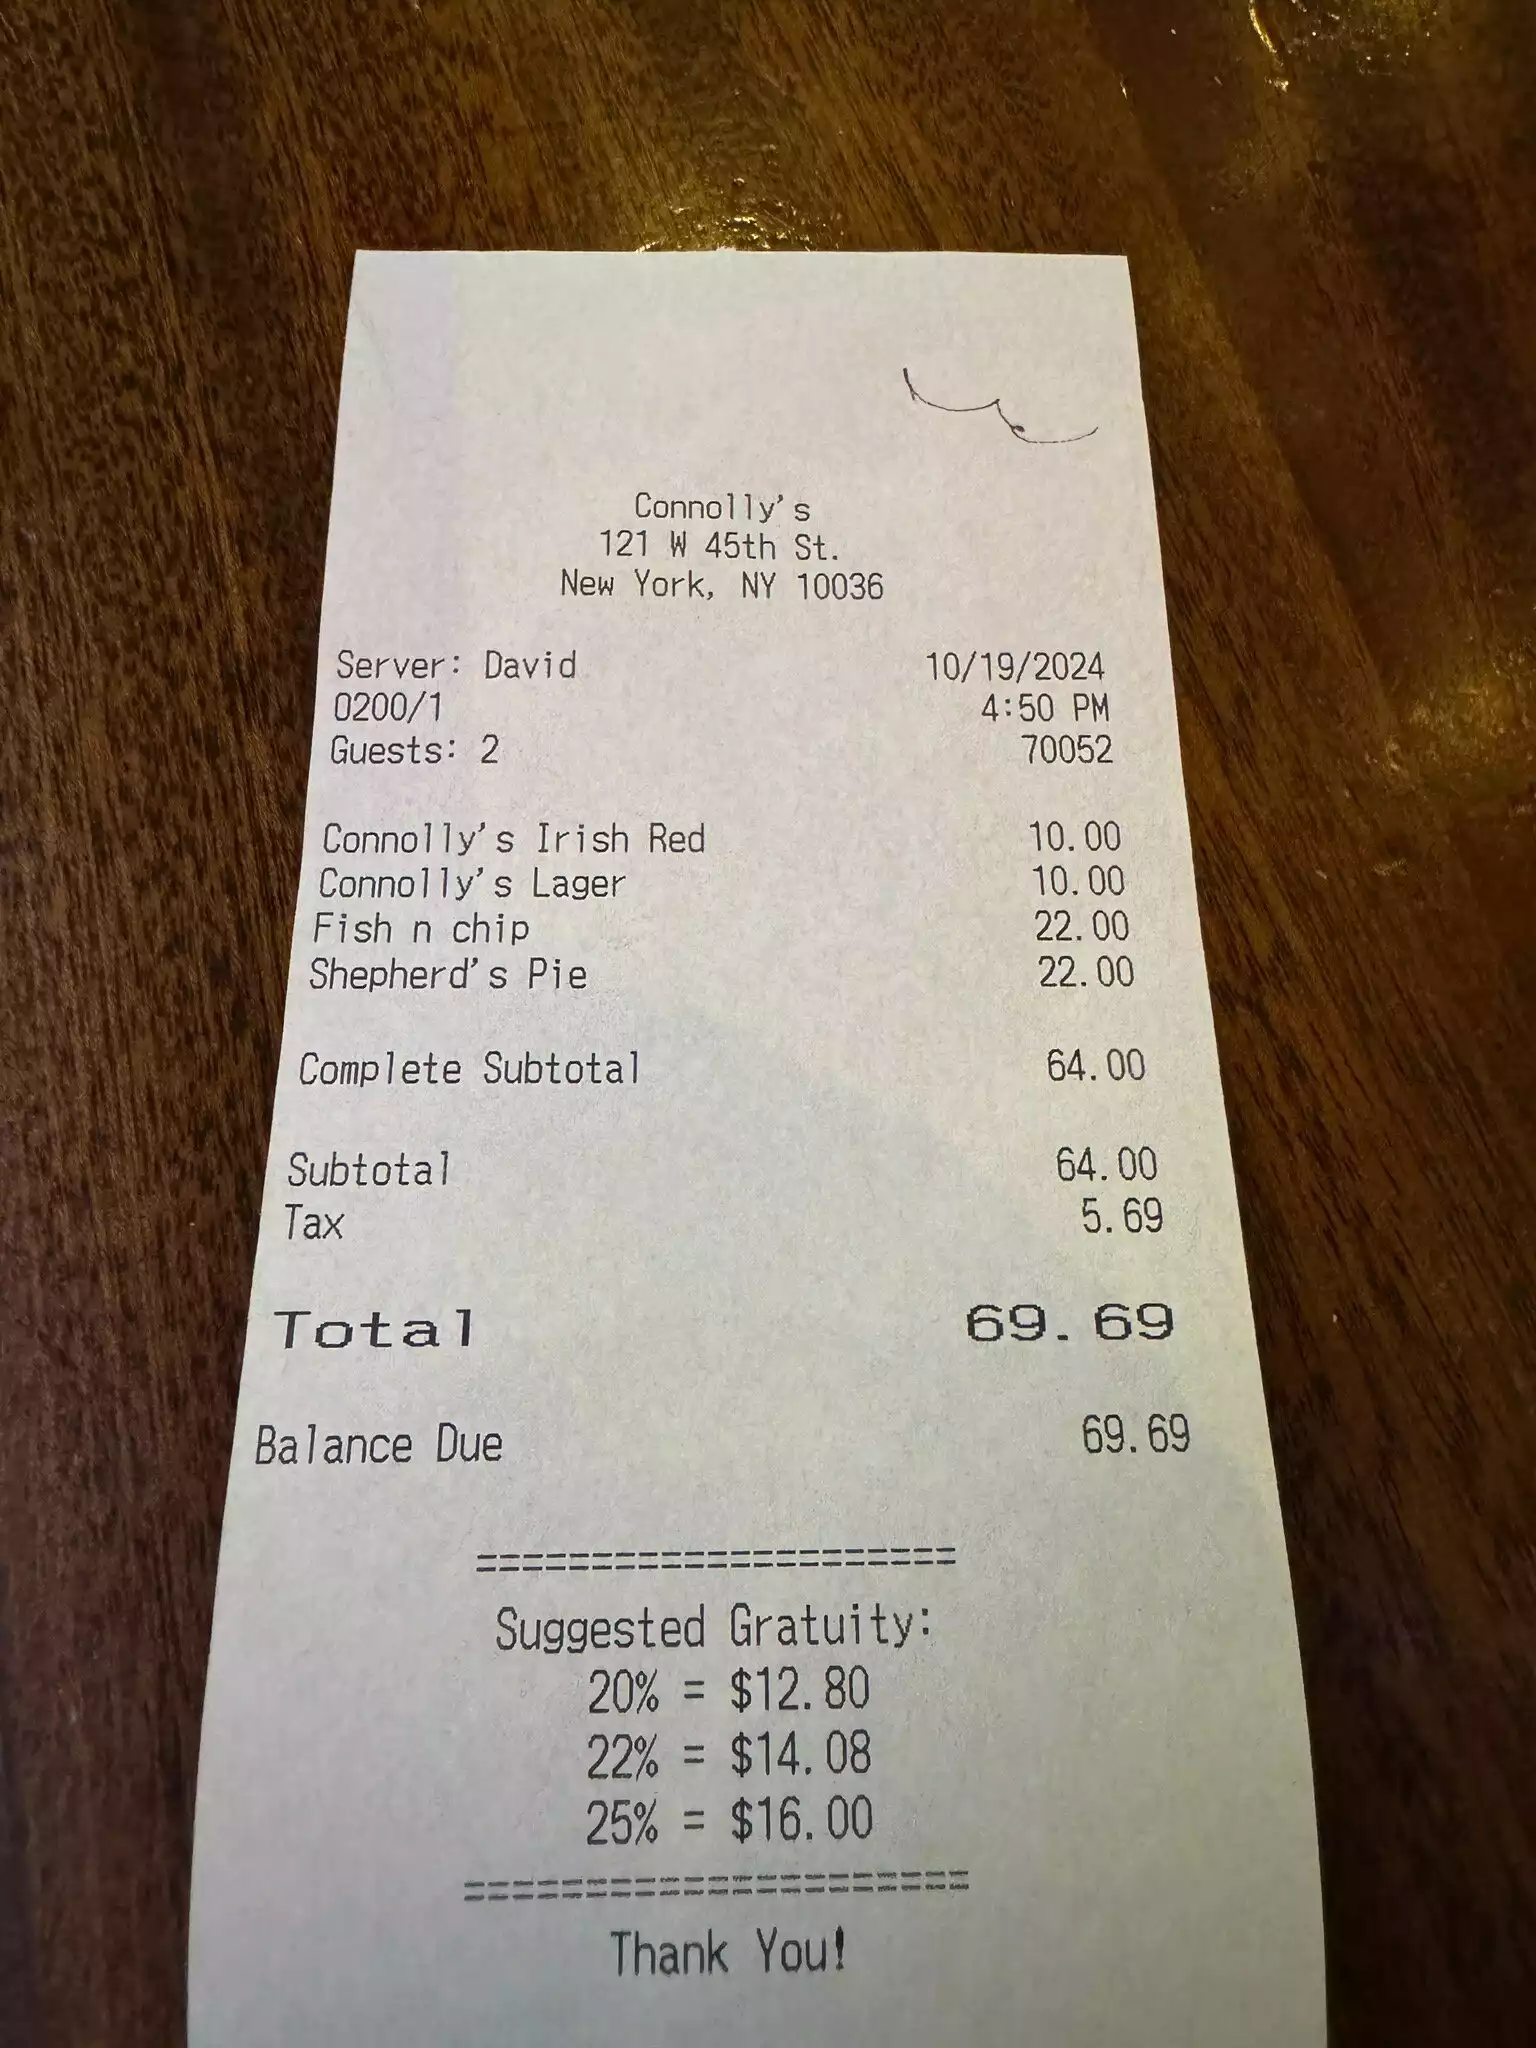 Connolly's
121 W 45th St.
New York, NY 10036
Server: David 10/19/2024
0200/1 4:50 PM
Guests: 2 70052
Connolly's Irish Red 10.00
Connolly's Lager 10.00
Fish n chip 22.00
Shepherd's Pie 22.00
Complete Subtotal 64.00
Subtotal 64.00
Tax 5.69
Total 69.69
Balance Due 69.69
=====================
Suggested Gratuity:
20% = $12.80
22% = $14.08
25% = $16.00
=====================
Thank You!